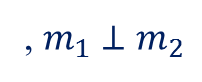 , m₁ ⊥ m₂